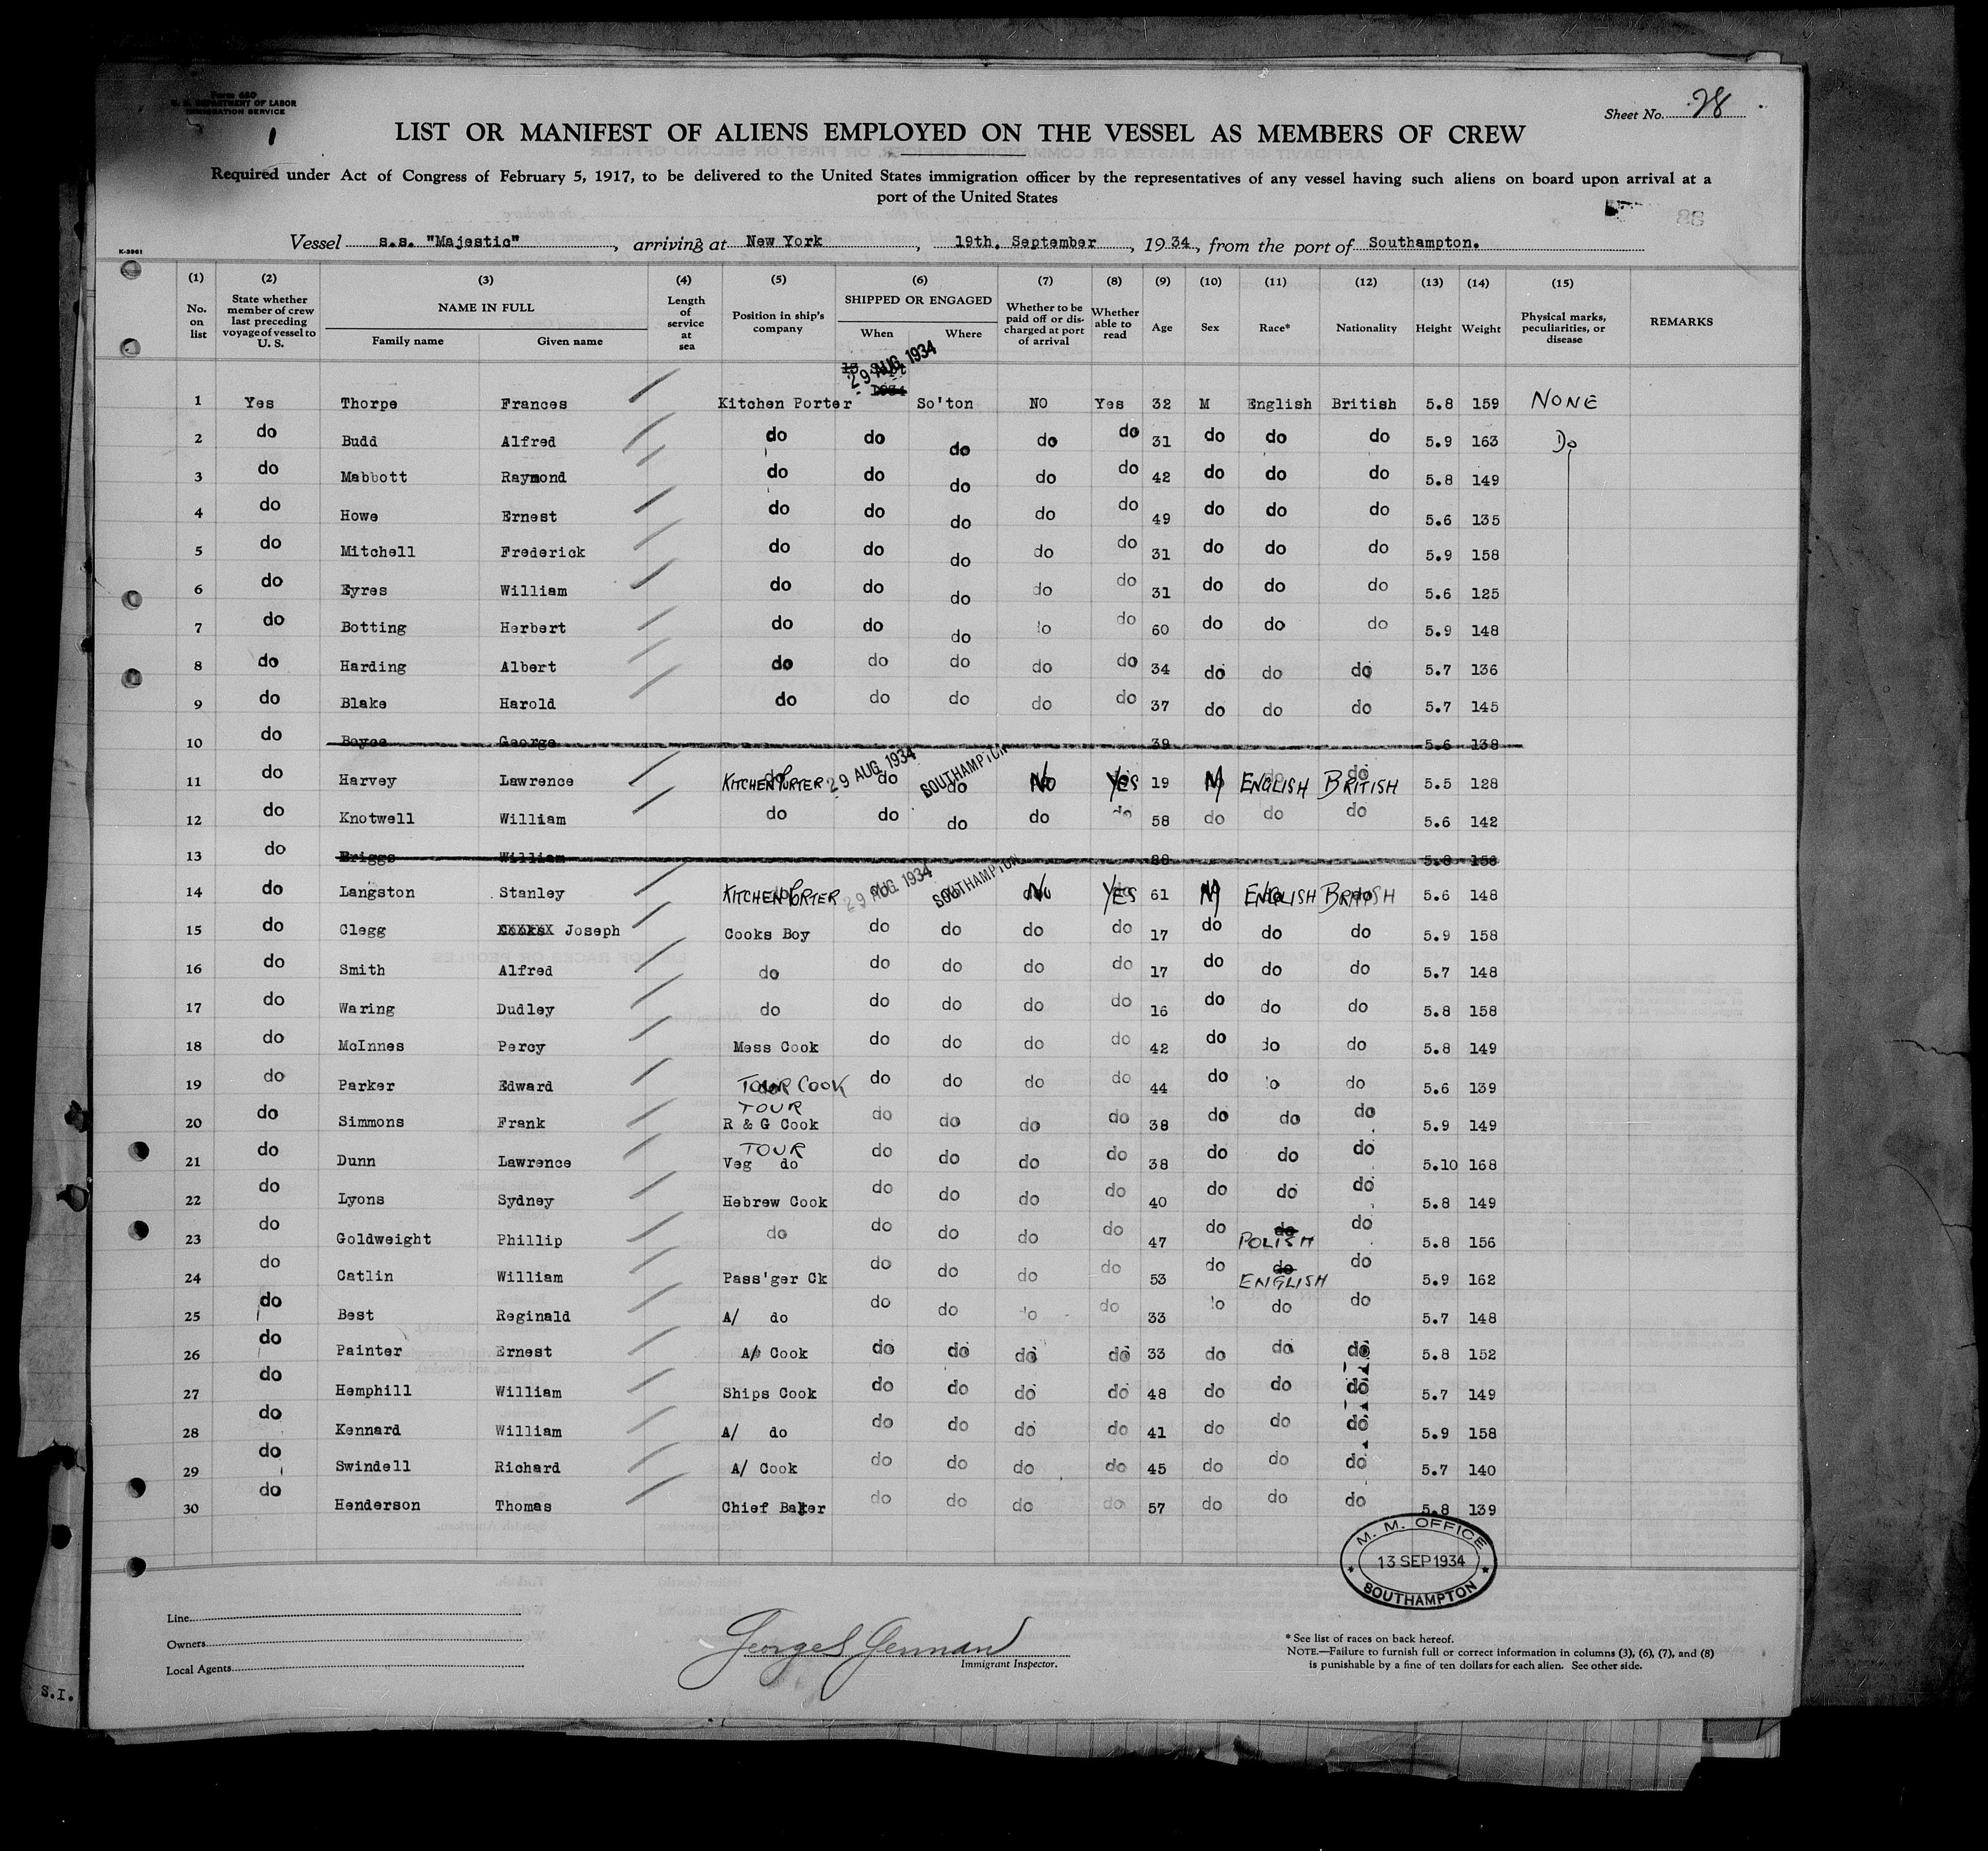 Form 680
U. S. DEPARTMENT OF LABOR
IMMIGRATION SERVICE
1
Sheet No. 28
LIST OR MANIFEST OF ALIENS EMPLOYED ON THE VESSEL AS MEMBERS OF CREW
Required under Act of Congress of February 5, 1917, to be delivered to the United States immigration officer by the representatives of any vessel having such aliens on board upon arrival at a
port of the United States
Vessel s.s. "Majestic", arriving at New York, 19th. September, 1934, from the port of Southampton.
K-3961
(1) (2) (3) (4) (5) (6) (7) (8) (9) (10) (11) (12) (13) (14) (15)
No. on list State whether member of crew last preceding voyage of vessel to U. S. NAME IN FULL Family name Given name Length of service at sea Position in ship's company SHIPPED OR ENGAGED When Where Whether to be paid off or discharged at port of arrival Whether able to read Age Sex Race* Nationality Height Weight Physical marks, peculiarities, or disease REMARKS
29 AUG 1934
1 Yes Thorpe Frances Kitchen Porter So'ton NO Yes 32 M English British 5.8 159 NONE
2 do Budd Alfred do do do do do 31 do do do 5.9 163 Do
3 do Mabbott Raymond do do do do do 42 do do do 5.8 149
4 do Howe Ernest do do do do do 49 do do do 5.6 135
5 do Mitchell Frederick do do do do do 31 do do do 5.9 158
6 do Eyres William do do do do do 31 do do do 5.6 125
7 do Botting Herbert do do do do do 60 do do do 5.9 148
8 do Harding Albert do do do do do 34 do do do 5.7 136
9 do Blake Harold do do do do do 37 do do do 5.7 145
10 do Boyce George 39 5.6 138
11 do Harvey Lawrence KITCHEN PORTER 29 AUG 1934 SOUTHAMPTON No YES 19 M ENGLISH BRITISH 5.5 128
12 do Knotwell William do do do do do 58 do do do 5.6 142
13 do Briggs William 5.8
14 do Langston Stanley KITCHEN PORTER 29 AUG 1934 SOUTHAMPTON No YES 61 M ENGLISH BRITISH 5.6 148
15 do Clegg Joseph Cooks Boy do do do do 17 do do do 5.9 158
16 do Smith Alfred do do do do do 17 do do do 5.7 148
17 do Waring Dudley do do do do do 16 do do do 5.8 158
18 do McInnes Percy Mess Cook do do do do 42 do do do 5.8 149
19 do Parker Edward TOUR COOK do do do do 44 do do do 5.6 139
20 do Simmons Frank TOUR R & G Cook do do do do 38 do do do 5.9 149
21 do Dunn Lawrence TOUR Veg do do do do do 38 do do do 5.10 168
22 do Lyons Sydney Hebrew Cook do do do do 40 do do do 5.8 149
23 do Goldweight Phillip do do do do do 47 do do POLISH do 5.8 156
24 do Catlin William Pass'ger Ck do do do do 53 do do ENGLISH do 5.9 162
25 do Best Reginald A/ do do do do do 33 do do do 5.7 148
26 do Painter Ernest A/ Cook do do do do 33 do do do 5.8 152
27 do Hemphill William Ships Cook do do do do 48 do do do 5.7 149
28 do Kennard William A/ do do do do do 41 do do do 5.9 158
29 do Swindell Richard A/ Cook do do do do 45 do do do 5.7 140
30 do Henderson Thomas Chief Baker do do do do 57 do do do 5.8 139
M. M. OFFICE
13 SEP 1934
SOUTHAMPTON
Line
Owners
Local Agents
George S German
Immigrant Inspector.
* See list of races on back hereof.
NOTE.—Failure to furnish full or correct information in columns (3), (6), (7), and (8)
is punishable by a fine of ten dollars for each alien. See other side.
S.I.